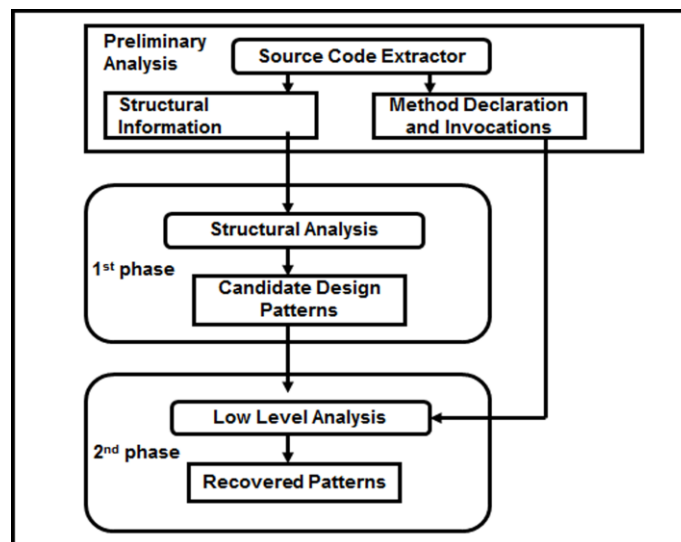 Preliminary
Analysis
Source Code Extractor
Structural
Information
Method Declaration
and Invocations
Structural Analysis
1st phase
Candidate Design
Patterns
Low Level Analysis
2nd phase
Recovered Patterns